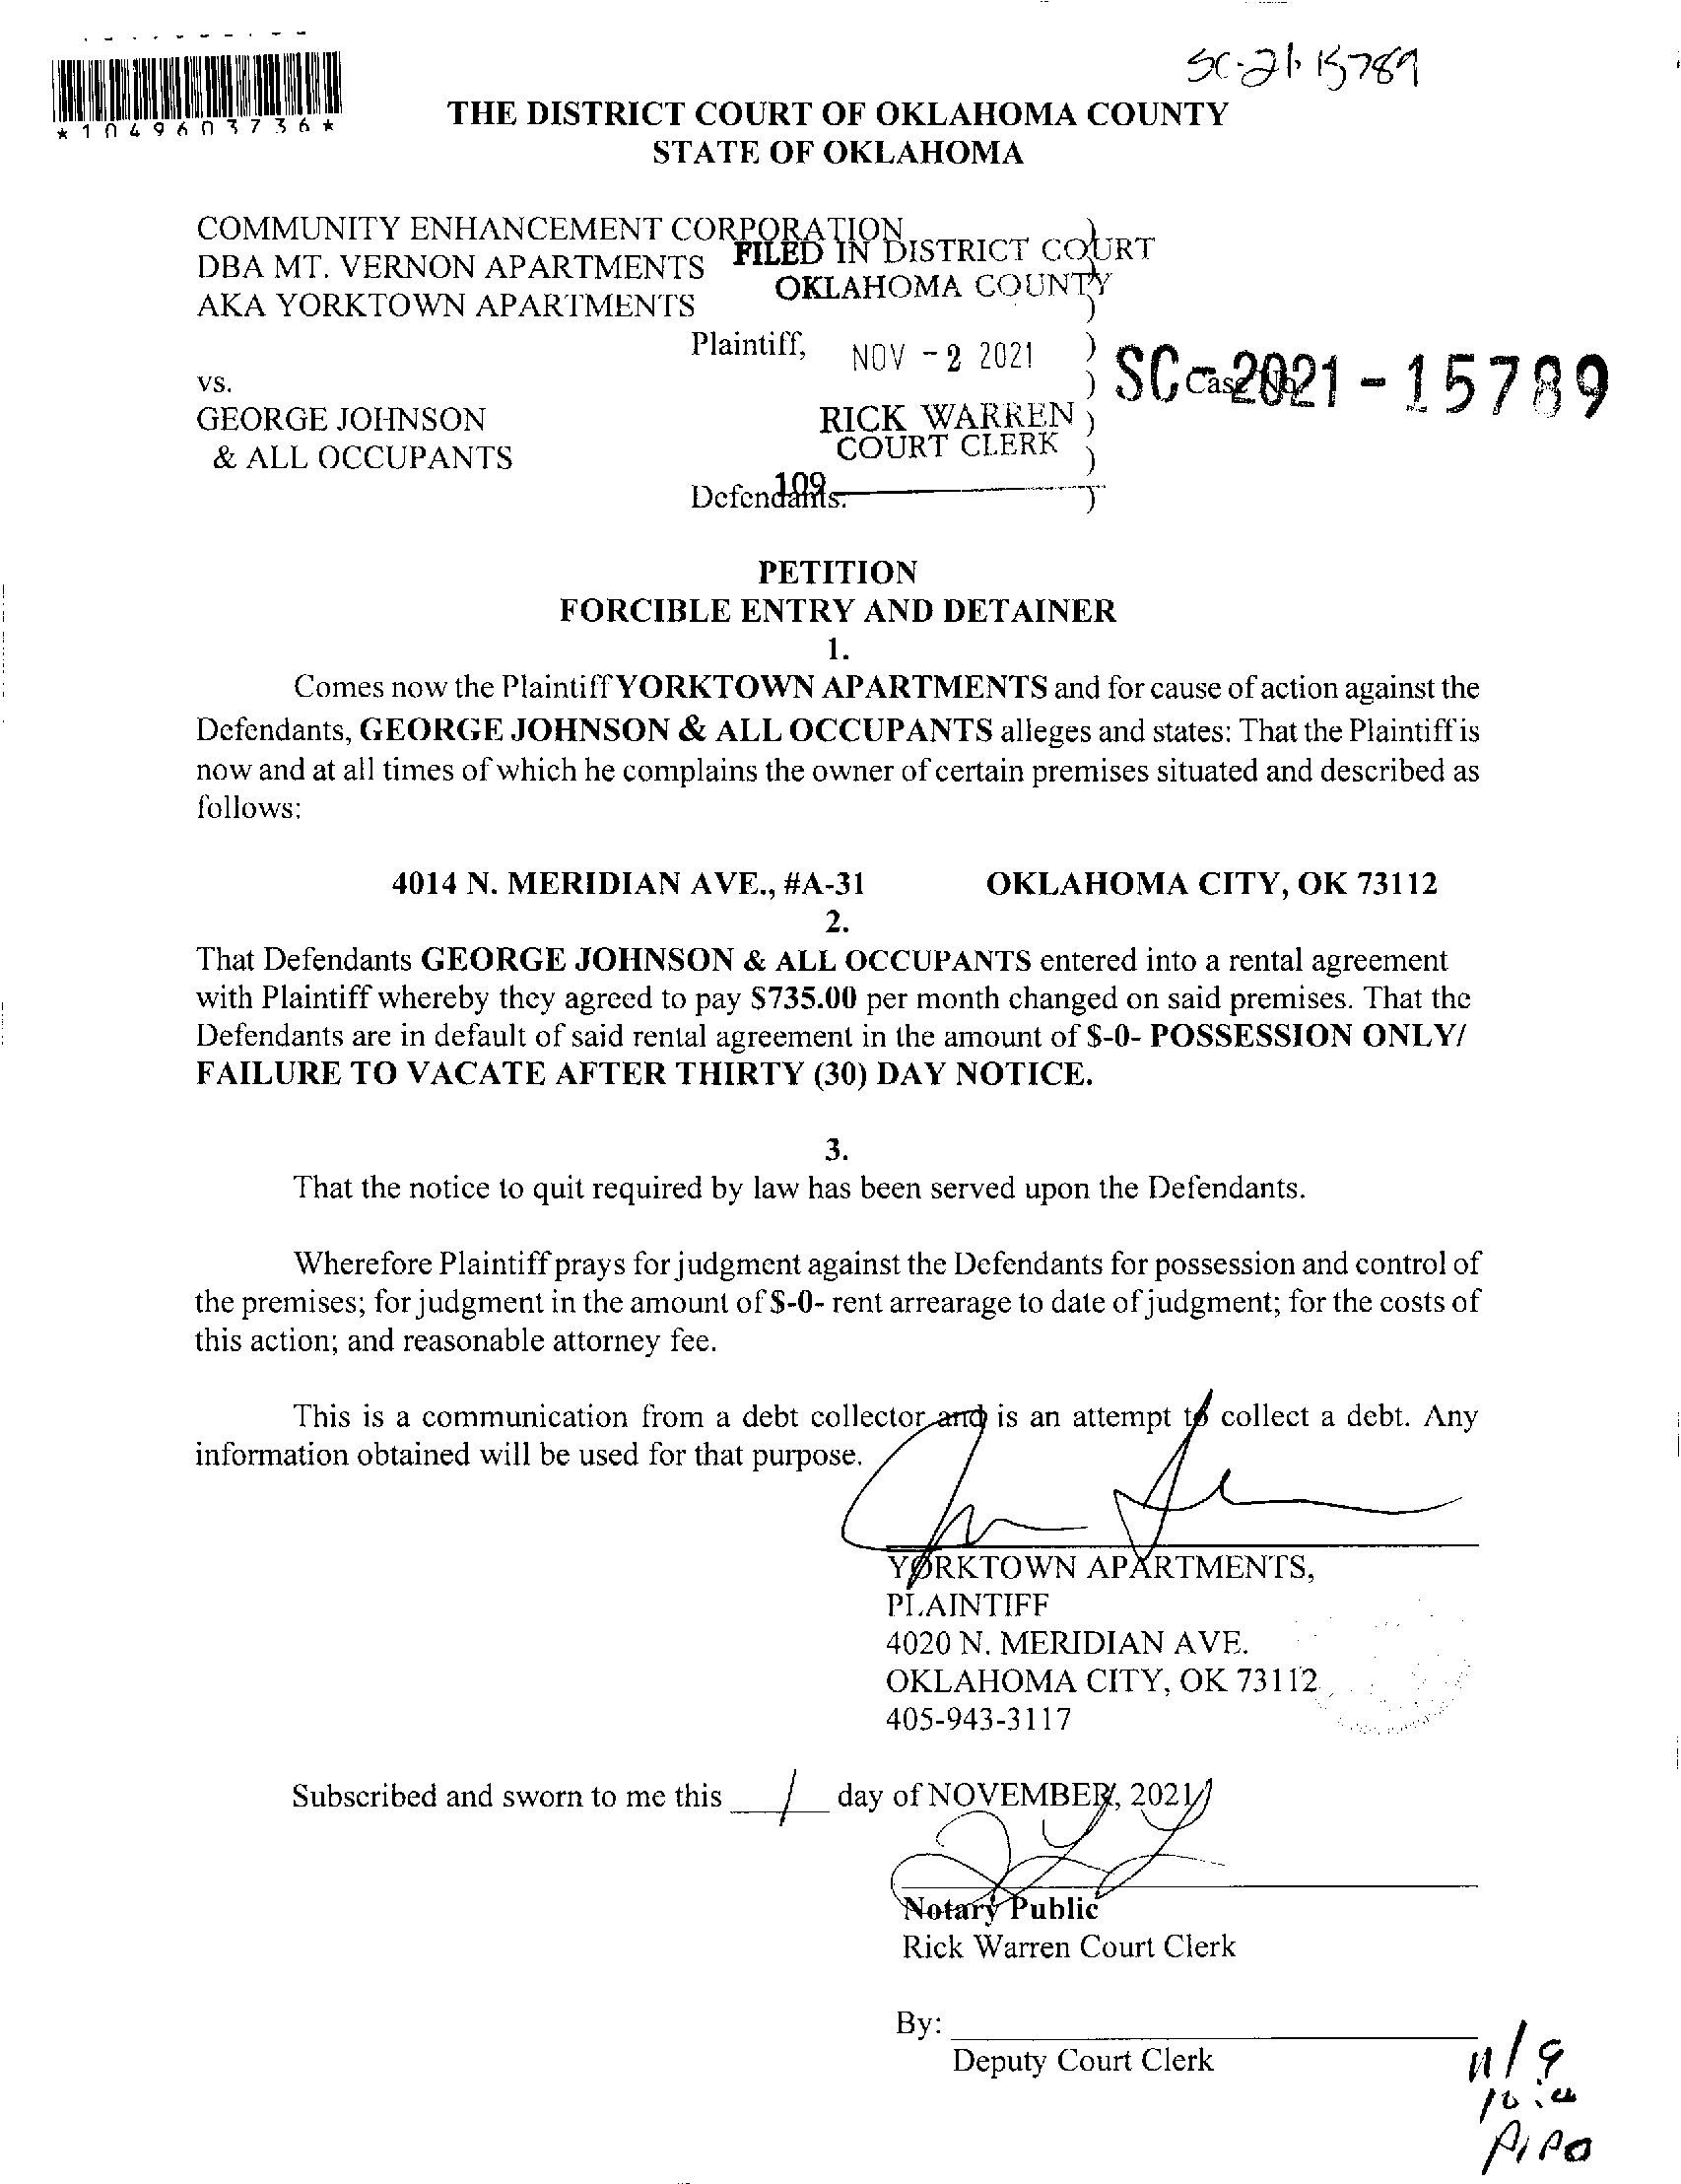 SC-21-15789
*1049603736*
THE DISTRICT COURT OF OKLAHOMA COUNTY
STATE OF OKLAHOMA
COMMUNITY ENHANCEMENT CORPORATION )
DBA MT. VERNON APARTMENTS
AKA YORKTOWN APARTMENTS )
FILED IN DISTRICT COURT
OKLAHOMA COUNTY
Plaintiff, )
NOV - 2 2021
vs. ) Case No.
SC-2021-15789
GEORGE JOHNSON )
& ALL OCCUPANTS )
RICK WARREN
COURT CLERK
109
Defendants. )
PETITION
FORCIBLE ENTRY AND DETAINER
1.
Comes now the Plaintiff YORKTOWN APARTMENTS and for cause of action against the
Defendants, GEORGE JOHNSON & ALL OCCUPANTS alleges and states: That the Plaintiff is
now and at all times of which he complains the owner of certain premises situated and described as
follows:
4014 N. MERIDIAN AVE., #A-31 OKLAHOMA CITY, OK 73112
2.
That Defendants GEORGE JOHNSON & ALL OCCUPANTS entered into a rental agreement
with Plaintiff whereby they agreed to pay $735.00 per month changed on said premises. That the
Defendants are in default of said rental agreement in the amount of $-0- POSSESSION ONLY/
FAILURE TO VACATE AFTER THIRTY (30) DAY NOTICE.
3.
That the notice to quit required by law has been served upon the Defendants.
Wherefore Plaintiff prays for judgment against the Defendants for possession and control of
the premises; for judgment in the amount of $-0- rent arrearage to date of judgment; for the costs of
this action; and reasonable attorney fee.
This is a communication from a debt collector and is an attempt to collect a debt. Any
information obtained will be used for that purpose.
YORKTOWN APARTMENTS,
PLAINTIFF
4020 N. MERIDIAN AVE.
OKLAHOMA CITY, OK 73112
405-943-3117
Subscribed and sworn to me this 1 day of NOVEMBER, 2021
Notary Public
Rick Warren Court Clerk
By:
Deputy Court Clerk
11/9